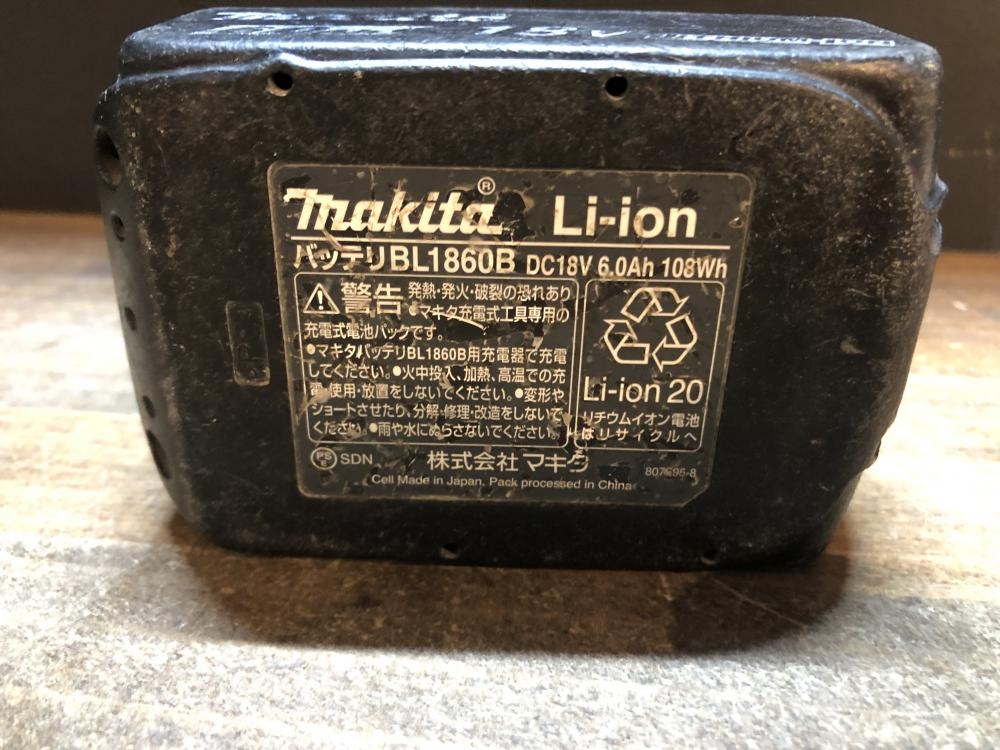 18V
makita® Li-ion
バッテリBL1860B DC18V 6.0Ah 108Wh
警告 発熱・発火・破裂の恐れあり
●マキタ充電式工具専用の
充電式電池パックです。
●マキタバッテリBL1860B用充電器で充電
してください。●火中投入、加熱、高温での充
電・使用・放置をしないでください。●変形や
ショートさせたり、分解・修理・改造をしないで
ください。●雨や水にぬらさないでください。
Li-ion 20
リチウムイオン電池
はリサイクルへ
PS E SDN 株式会社マキタ
Cell Made in Japan, Pack processed in China